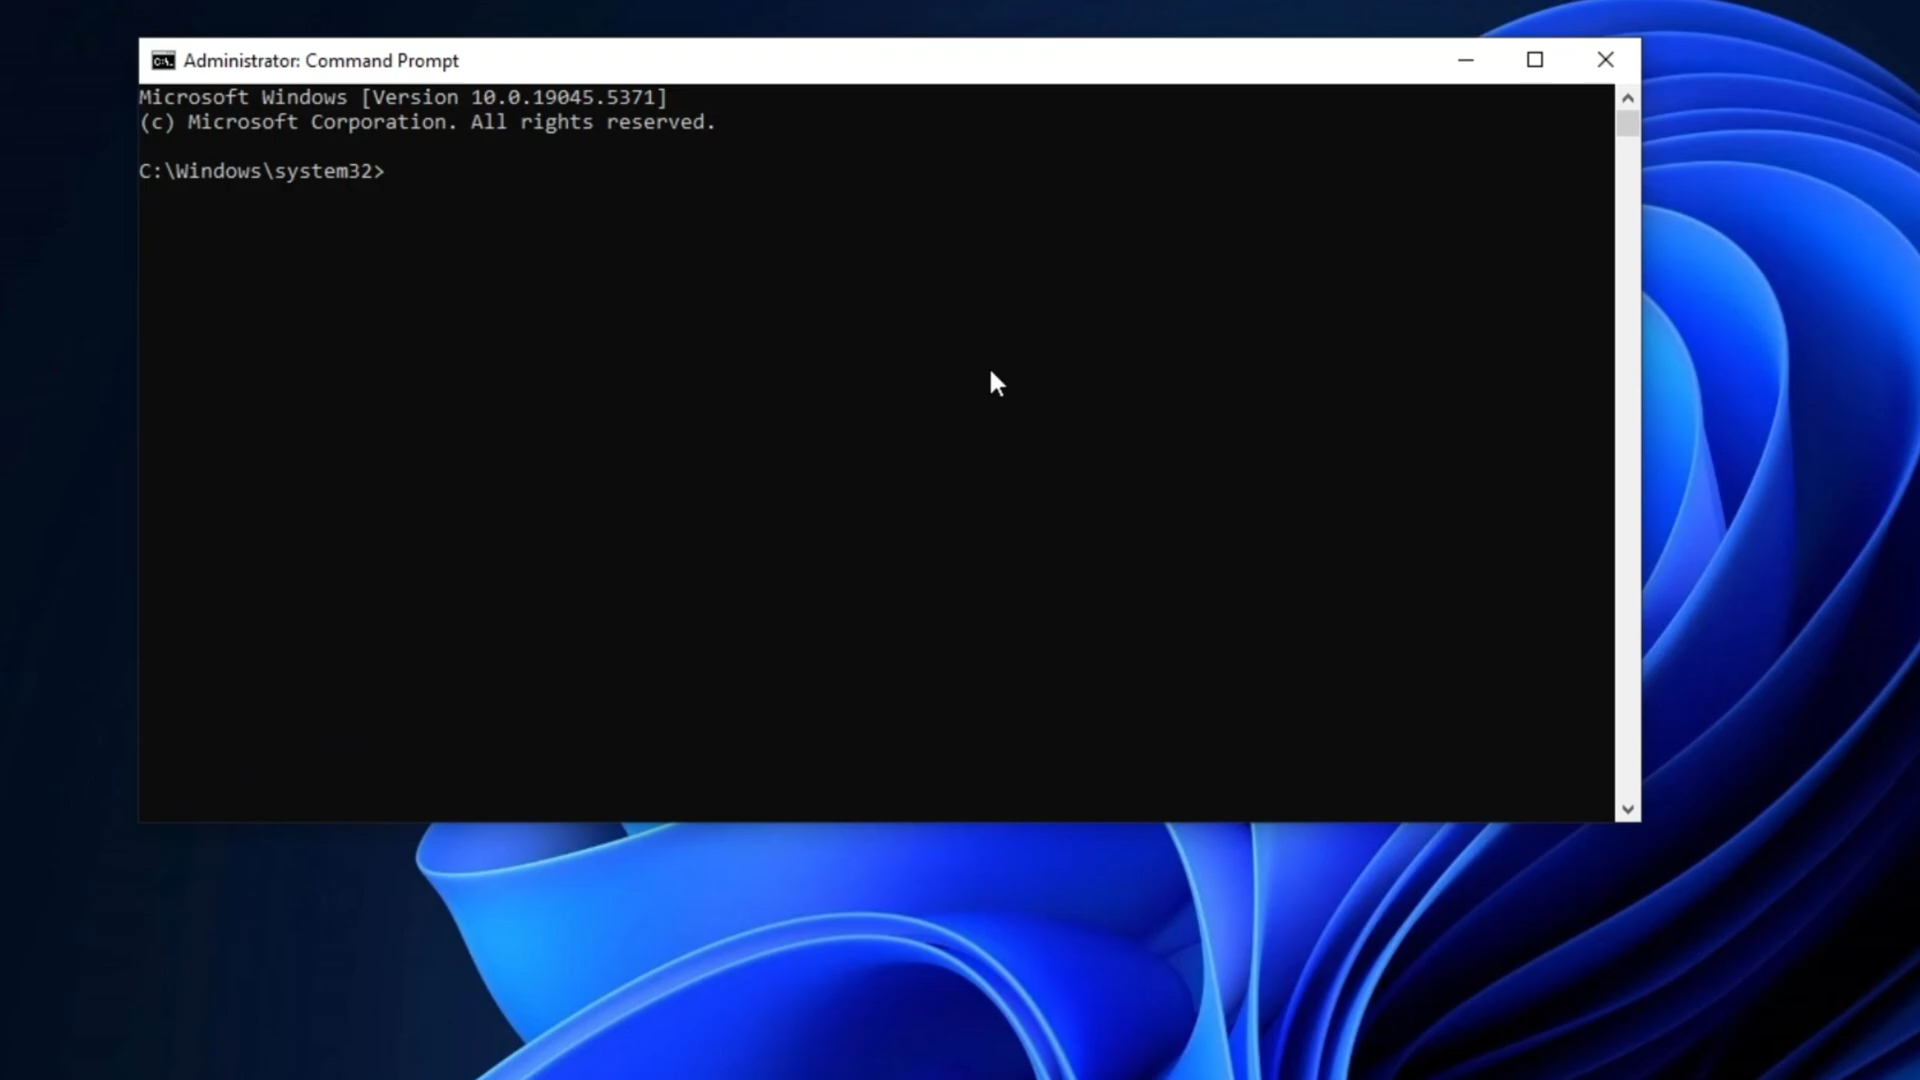 Administrator: Command Prompt
Microsoft Windows [Version 10.0.19045.5371]
(c) Microsoft Corporation. All rights reserved.
C:\Windows\system32>